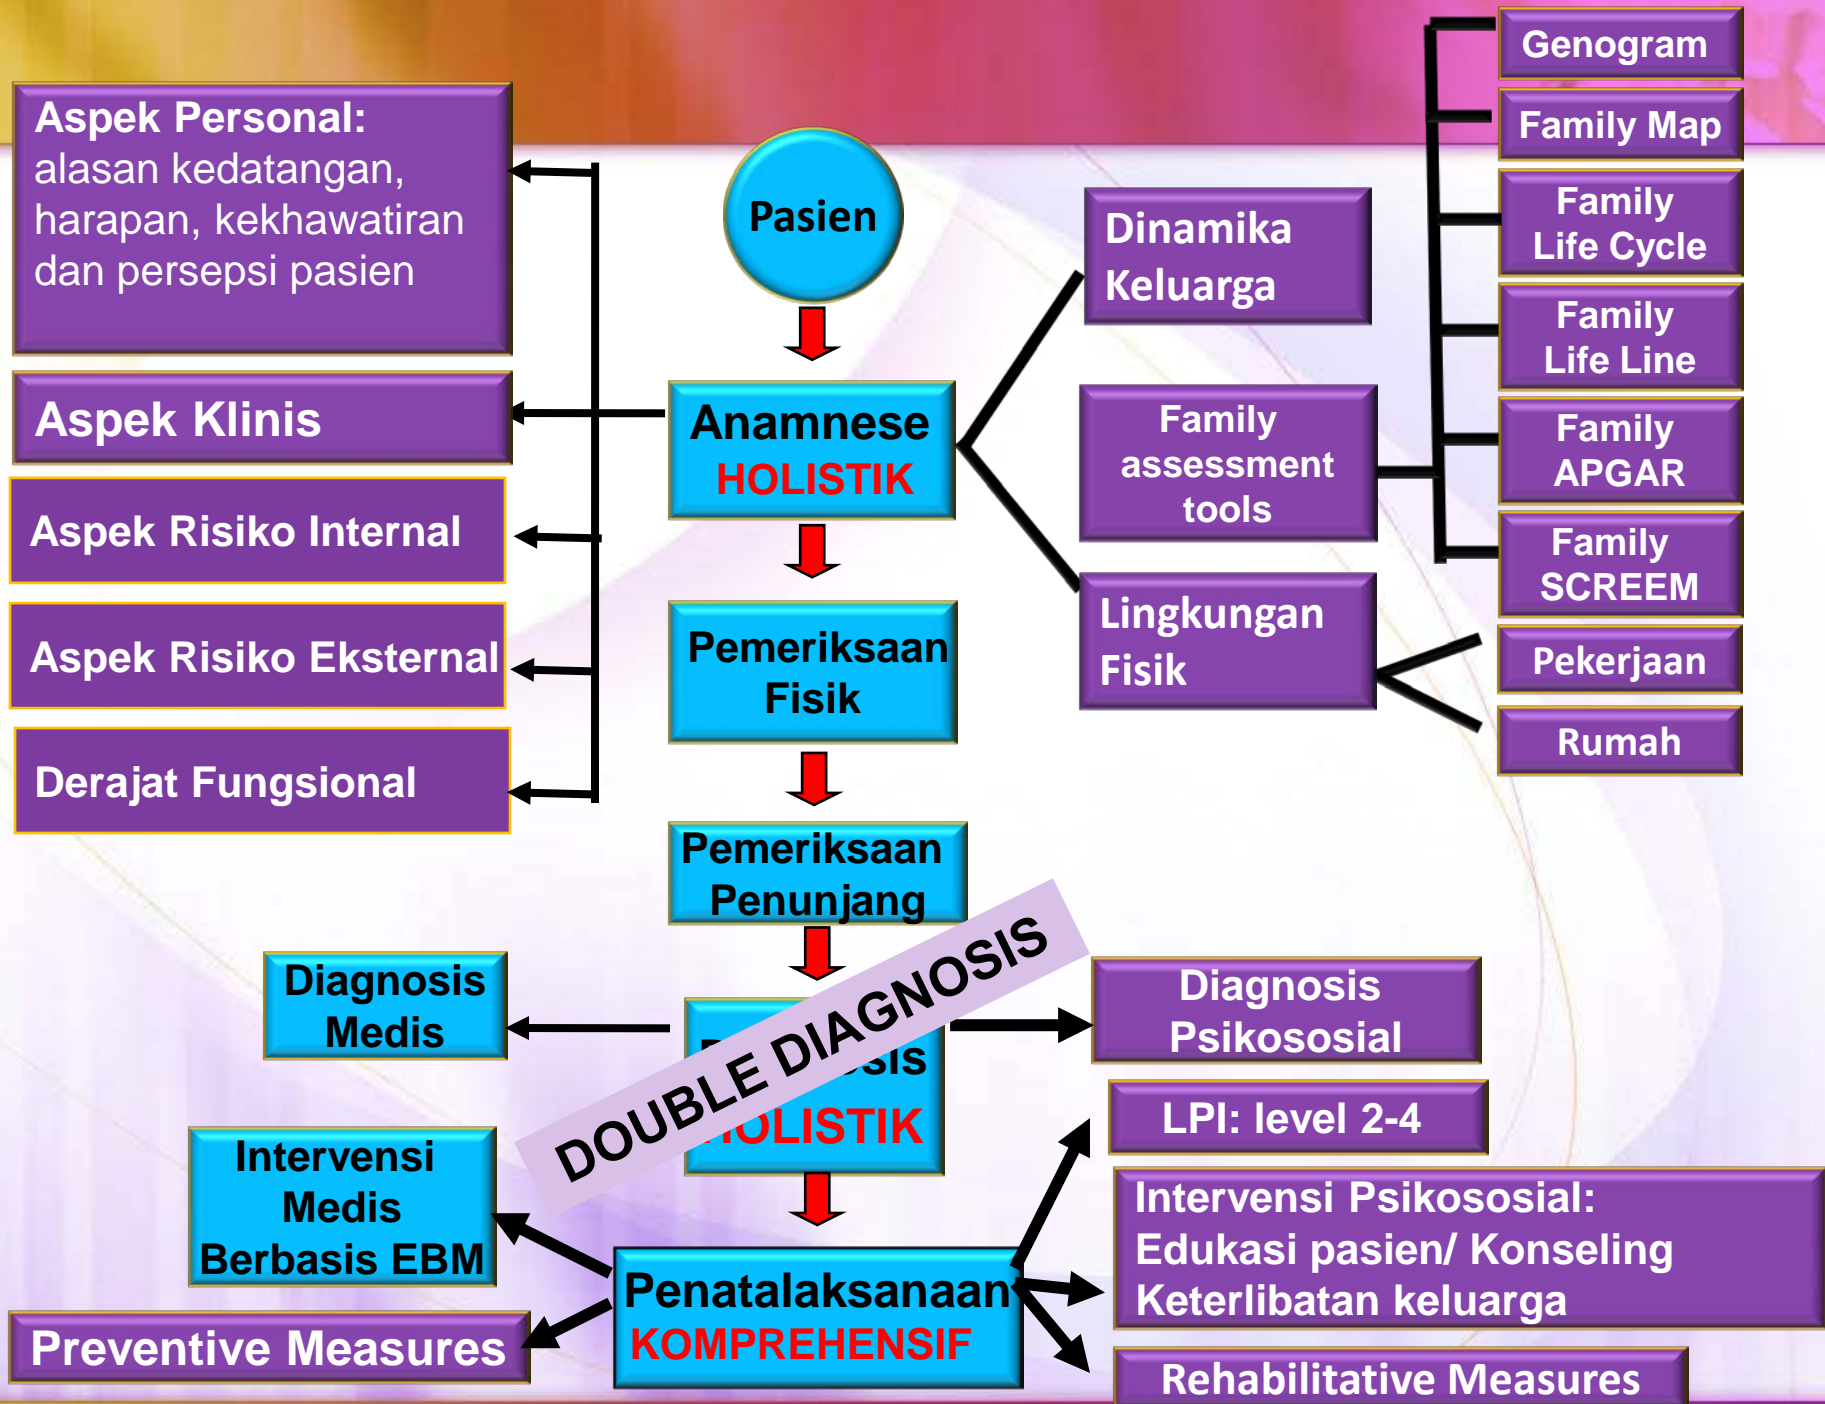 Genogram
Family Map
Family
Life Cycle
Family
Life Line
Family
APGAR
Family
SCREEM
Pekerjaan
Rumah
Aspek Personal:
alasan kedatangan,
harapan, kekhawatiran
dan persepsi pasien
Aspek Klinis
Aspek Risiko Internal
Aspek Risiko Eksternal
Derajat Fungsional
Pasien
Anamnese
HOLISTIK
Pemeriksaan
Fisik
Pemeriksaan
Penunjang
Dinamika
Keluarga
Family
assessment
tools
Lingkungan
Fisik
DOUBLE DIAGNOSIS
HOLISTIK
Diagnosis
Medis
Diagnosis
Psikososial
Intervensi
Medis
Berbasis EBM
Preventive Measures
Penatalaksanaan
KOMPREHENSIF
LPI: level 2-4
Intervensi Psikososial:
Edukasi pasien/ Konseling
Keterlibatan keluarga
Rehabilitative Measures